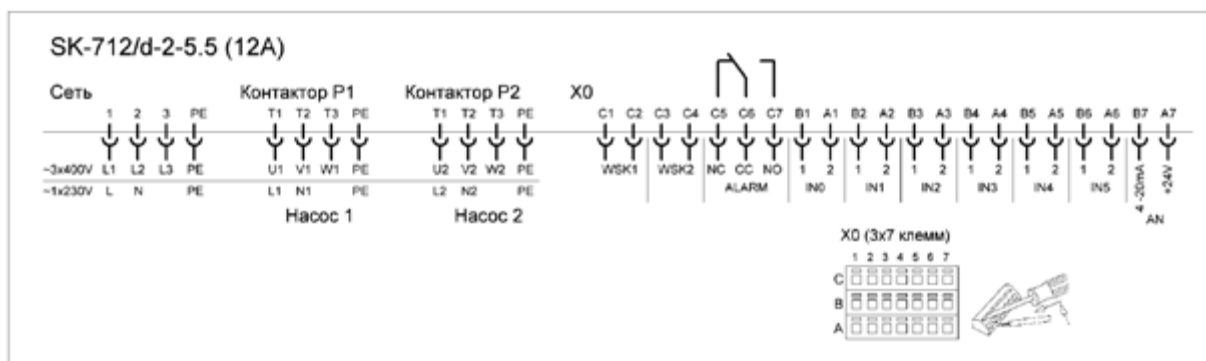 SK-712/d-2-5.5 (12A)
Сеть Контактор P1 Контактор P2 X0
1 2 3 PE T1 T2 T3 PE T1 T2 T3 PE C1 C2 C3 C4 C5 C6 C7 B1 A1 B2 A2 B3 A3 B4 A4 B5 A5 B6 A6 B7 A7
~3x400V L1 L2 L3 PE U1 V1 W1 PE U2 V2 W2 PE WSK1 WSK2 NC CC NO 1 2 1 2 1 2 1 2 1 2 1 2 4 -20mA +24V
~1x230V L N PE L1 N1 PE L2 N2 PE ALARM IN0 IN1 IN2 IN3 IN4 IN5 AN
Насос 1 Насос 2
X0 (3x7 клемм)
1 2 3 4 5 6 7
C
B
A